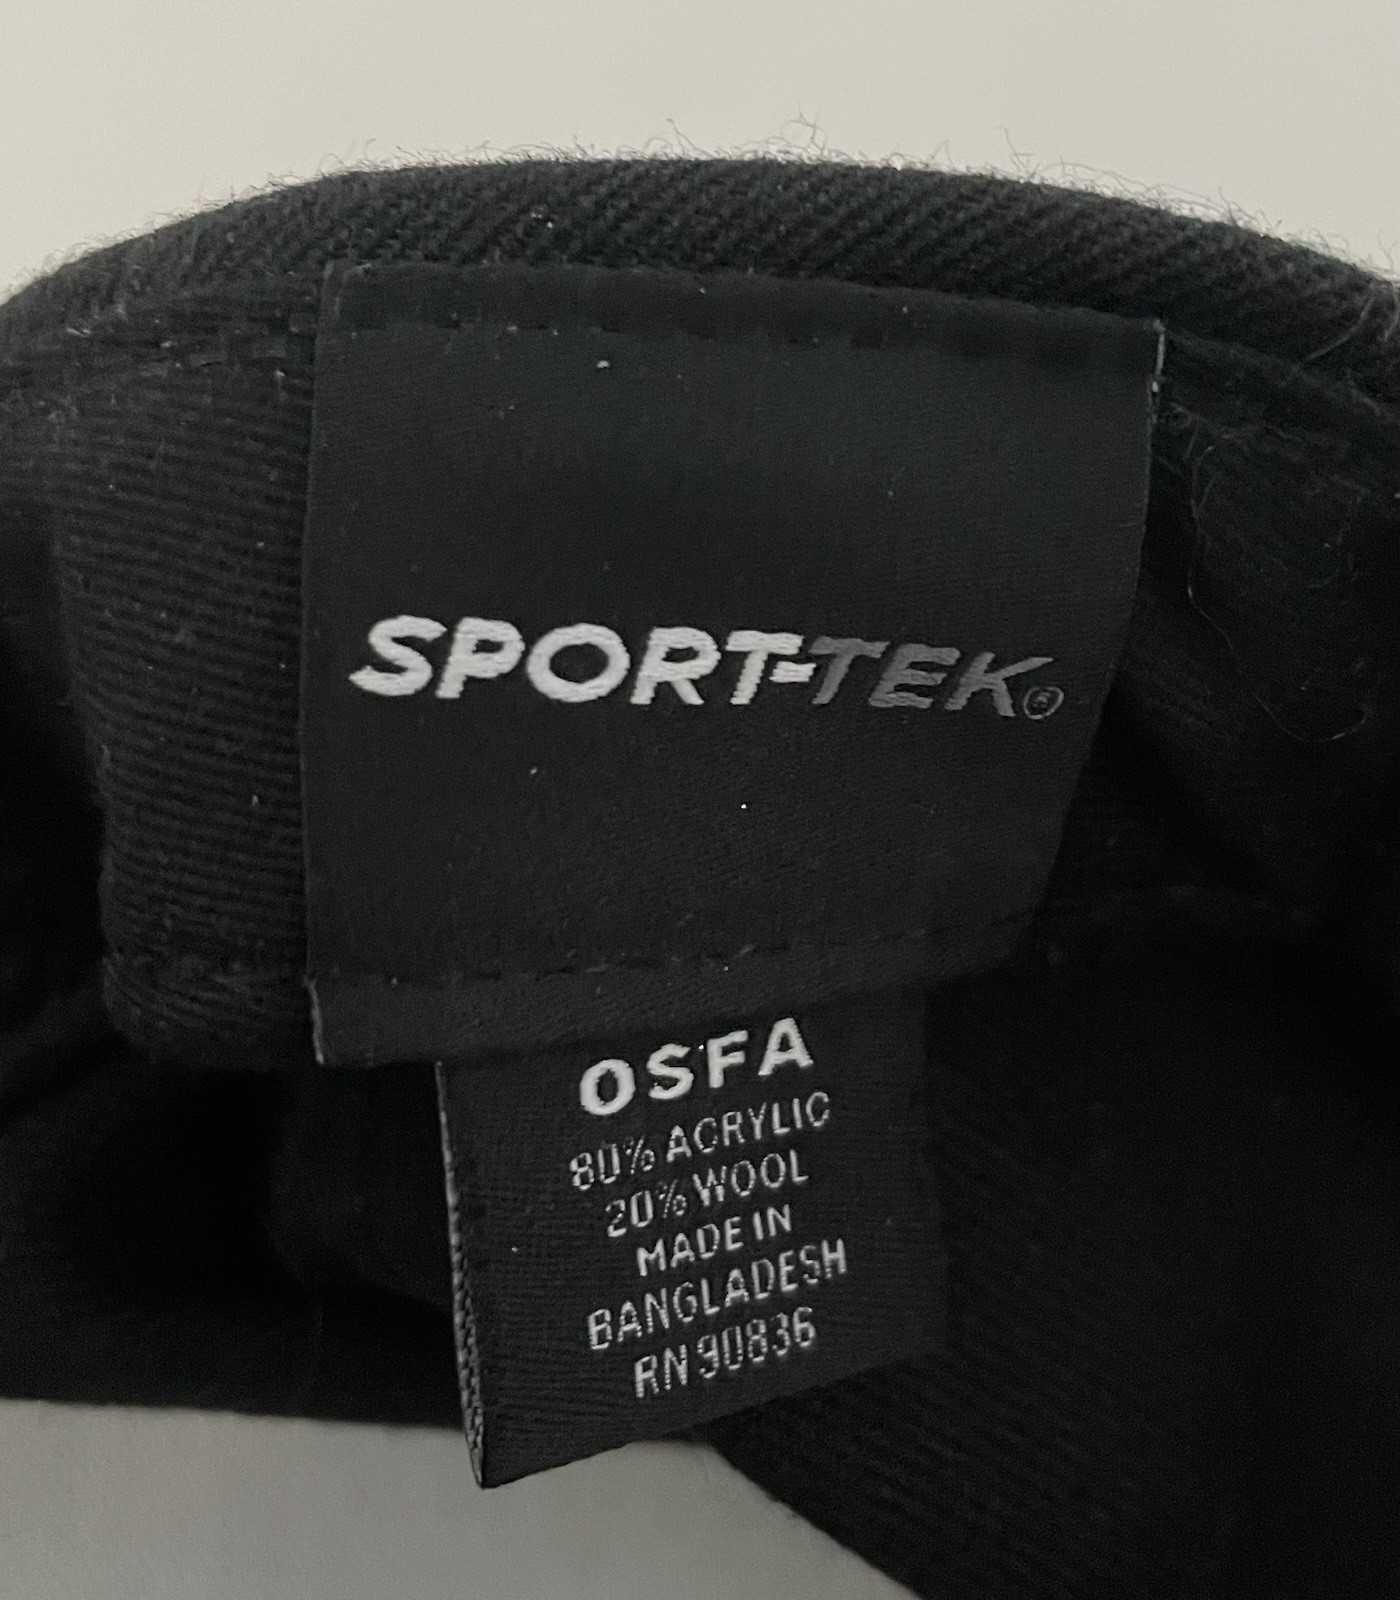 SPORT-TEK®
OSFA
80% ACRYLIC
20% WOOL
MADE IN
BANGLADESH
RN 90836